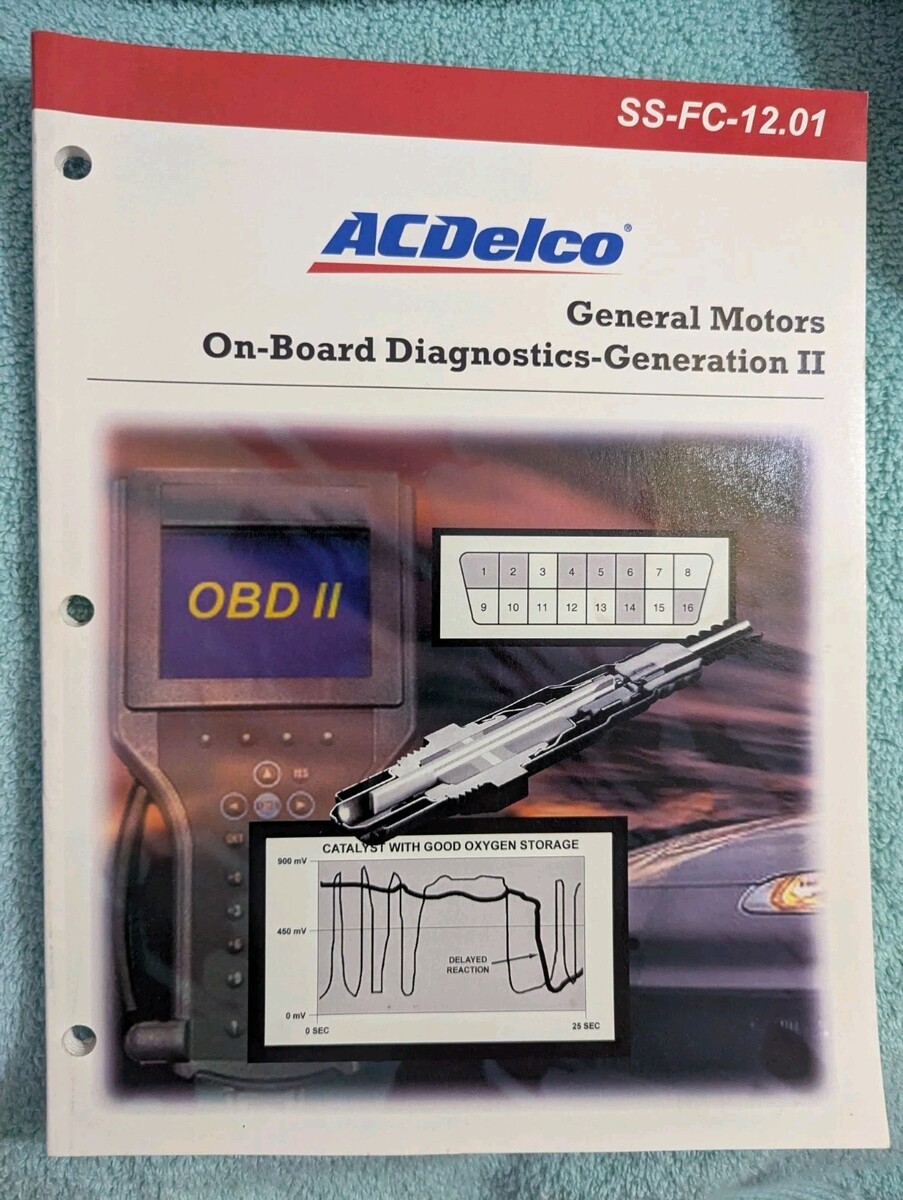 SS-FC-12.01
ACDelco®
General Motors
On-Board Diagnostics-Generation II
OBD II
1 2 3 4 5 6 7 8
9 10 11 12 13 14 15 16
YES
CATALYST WITH GOOD OXYGEN STORAGE
900 mV
450 mV
DELAYED
REACTION
0 mV
0 SEC
25 SEC